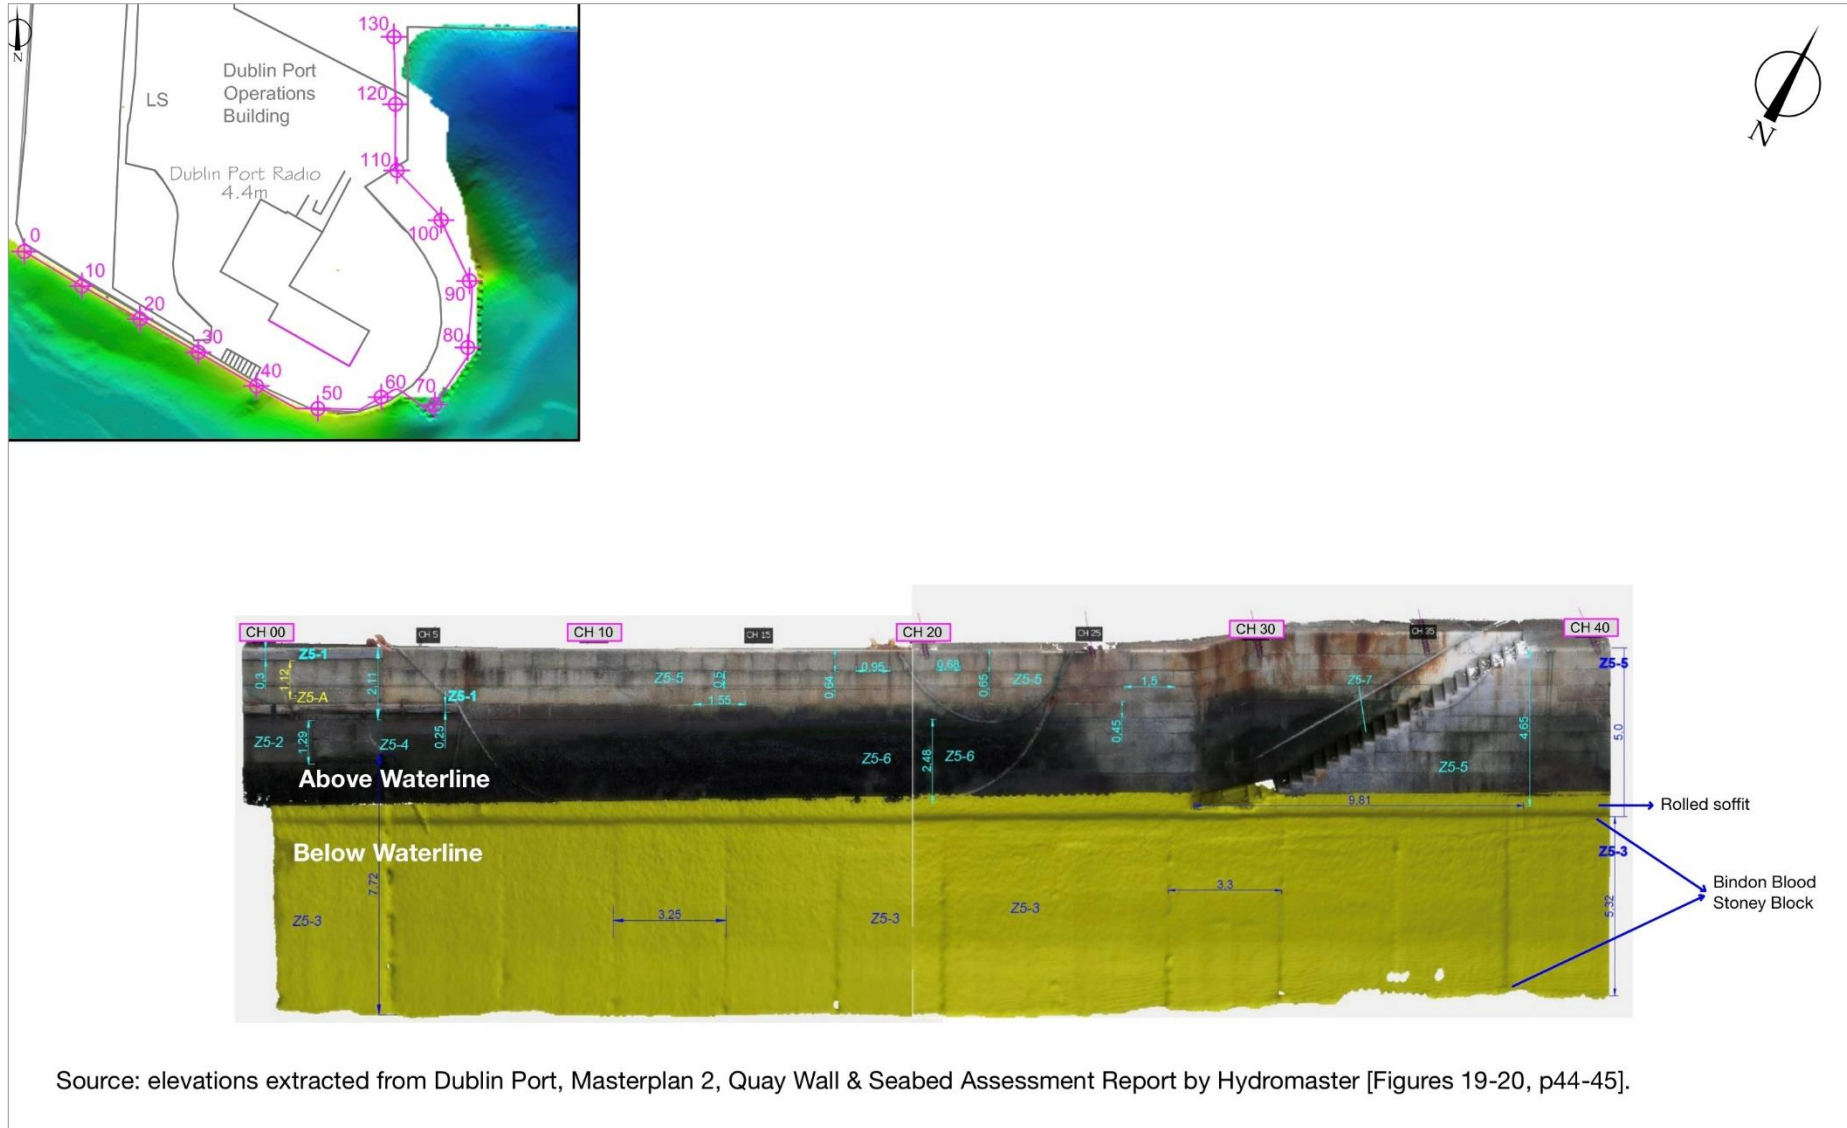 N
130
Dublin Port
Operations
Building
LS
120
110
Dublin Port Radio
4.4m
100
0
10
20
30
40
50
60
70
80
90
N
CH 00
CH 5
CH 10
CH 15
CH 20
CH 25
CH 30
CH 35
CH 40
Z5-1
0,3
1,12
2,11
Z5-A
Z5-1
Z5-5
0,5
1,55
0,64
0,95
0,68
0,65
Z5-5
1,5
0,45
Z5-7
4,65
Z5-5
5,0
Z5-2
1,29
Z5-4
0,25
Z5-6
2,48
Z5-6
Z5-5
Above Waterline
9,81
Rolled soffit
Below Waterline
7,72
Z5-3
3,25
Z5-3
Z5-3
3,3
Z5-3
5,32
Bindon Blood
Stoney Block
Source: elevations extracted from Dublin Port, Masterplan 2, Quay Wall & Seabed Assessment Report by Hydromaster [Figures 19-20, p44-45].